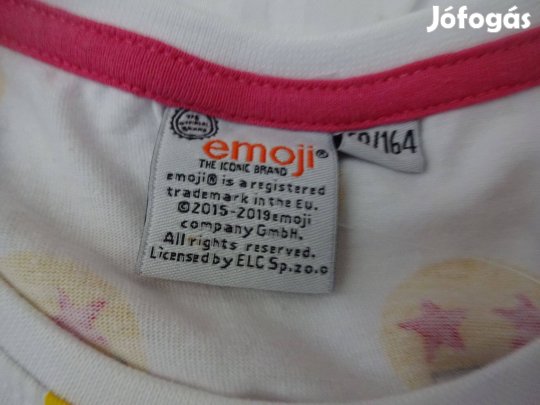 Jófogás
emoji®
THE ICONIC BRAND
emoji® is a registered
trademark in the EU.
©2015-2019 emoji
company GmbH.
All rights reserved.
Licensed by ELC Sp.zo.o
/164